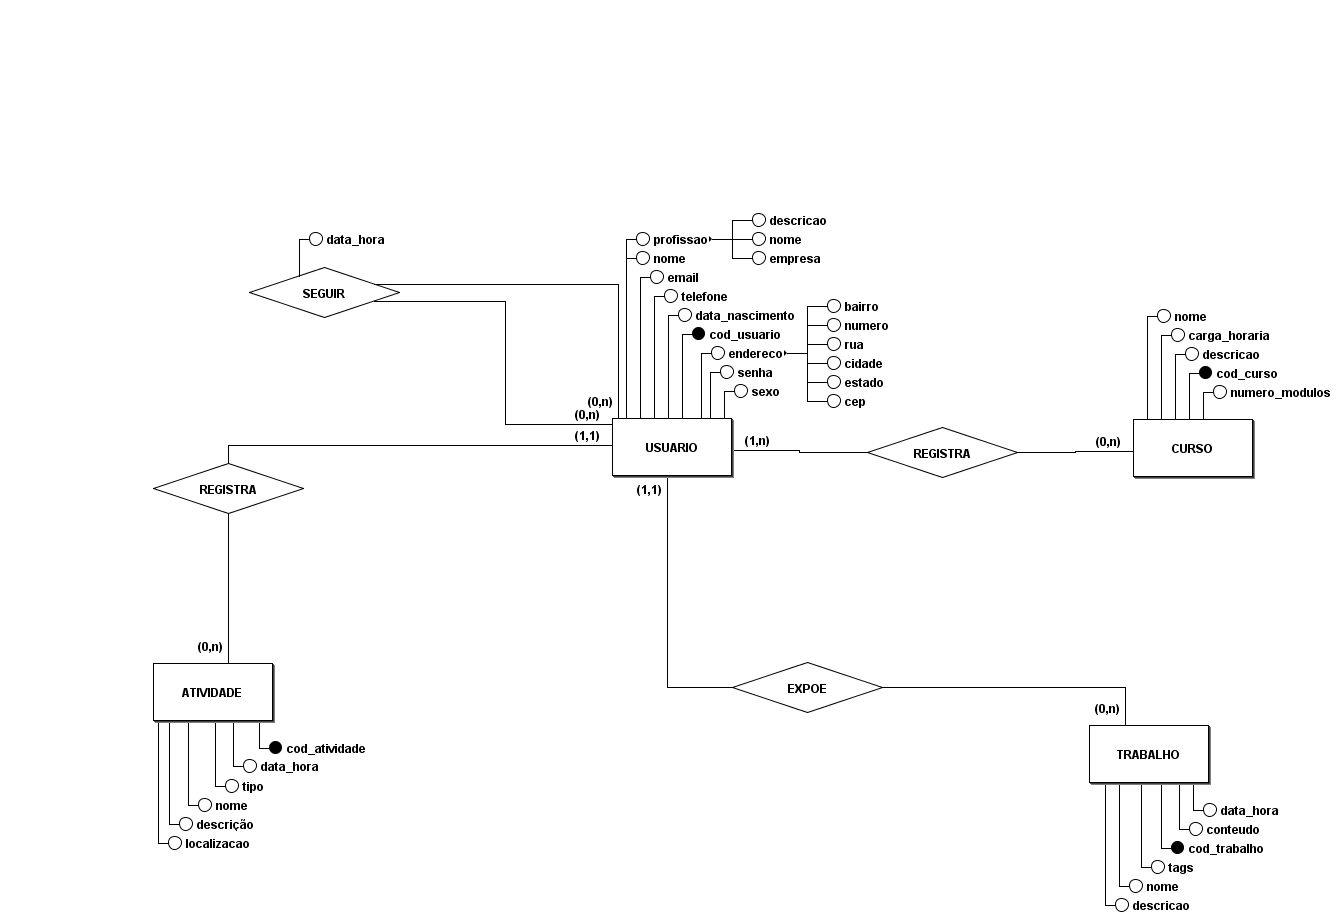 descricao
profissao
nome
data_hora
nome
empresa
email
SEGUIR
telefone
bairro
data_nascimento
numero
nome
cod_usuario
carga_horaria
rua
endereco
descricao
cidade
senha
cod_curso
estado
sexo
numero_modulos
cep
(0,n)
(0,n)
(1,1)
USUARIO
(1,n)
REGISTRA
(0,n)
CURSO
REGISTRA
(1,1)
(0,n)
ATIVIDADE
EXPOE
(0,n)
cod_atividade
TRABALHO
data_hora
tipo
nome
data_hora
descrição
conteudo
localizacao
cod_trabalho
tags
nome
descricao